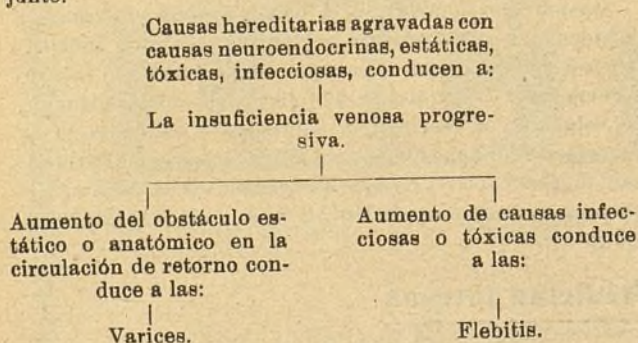 junto.
Causas hereditarias agravadas con
causas neuroendocrinas, estáticas,
tóxicas, infecciosas, conducen a:
La insuficiencia venosa progre-
siva.
Aumento del obstáculo es-
tático o anatómico en la
circulación de retorno con-
duce a las:
Varices.
Aumento de causas infec-
ciosas o tóxicas conduce
a las:
Flebitis.